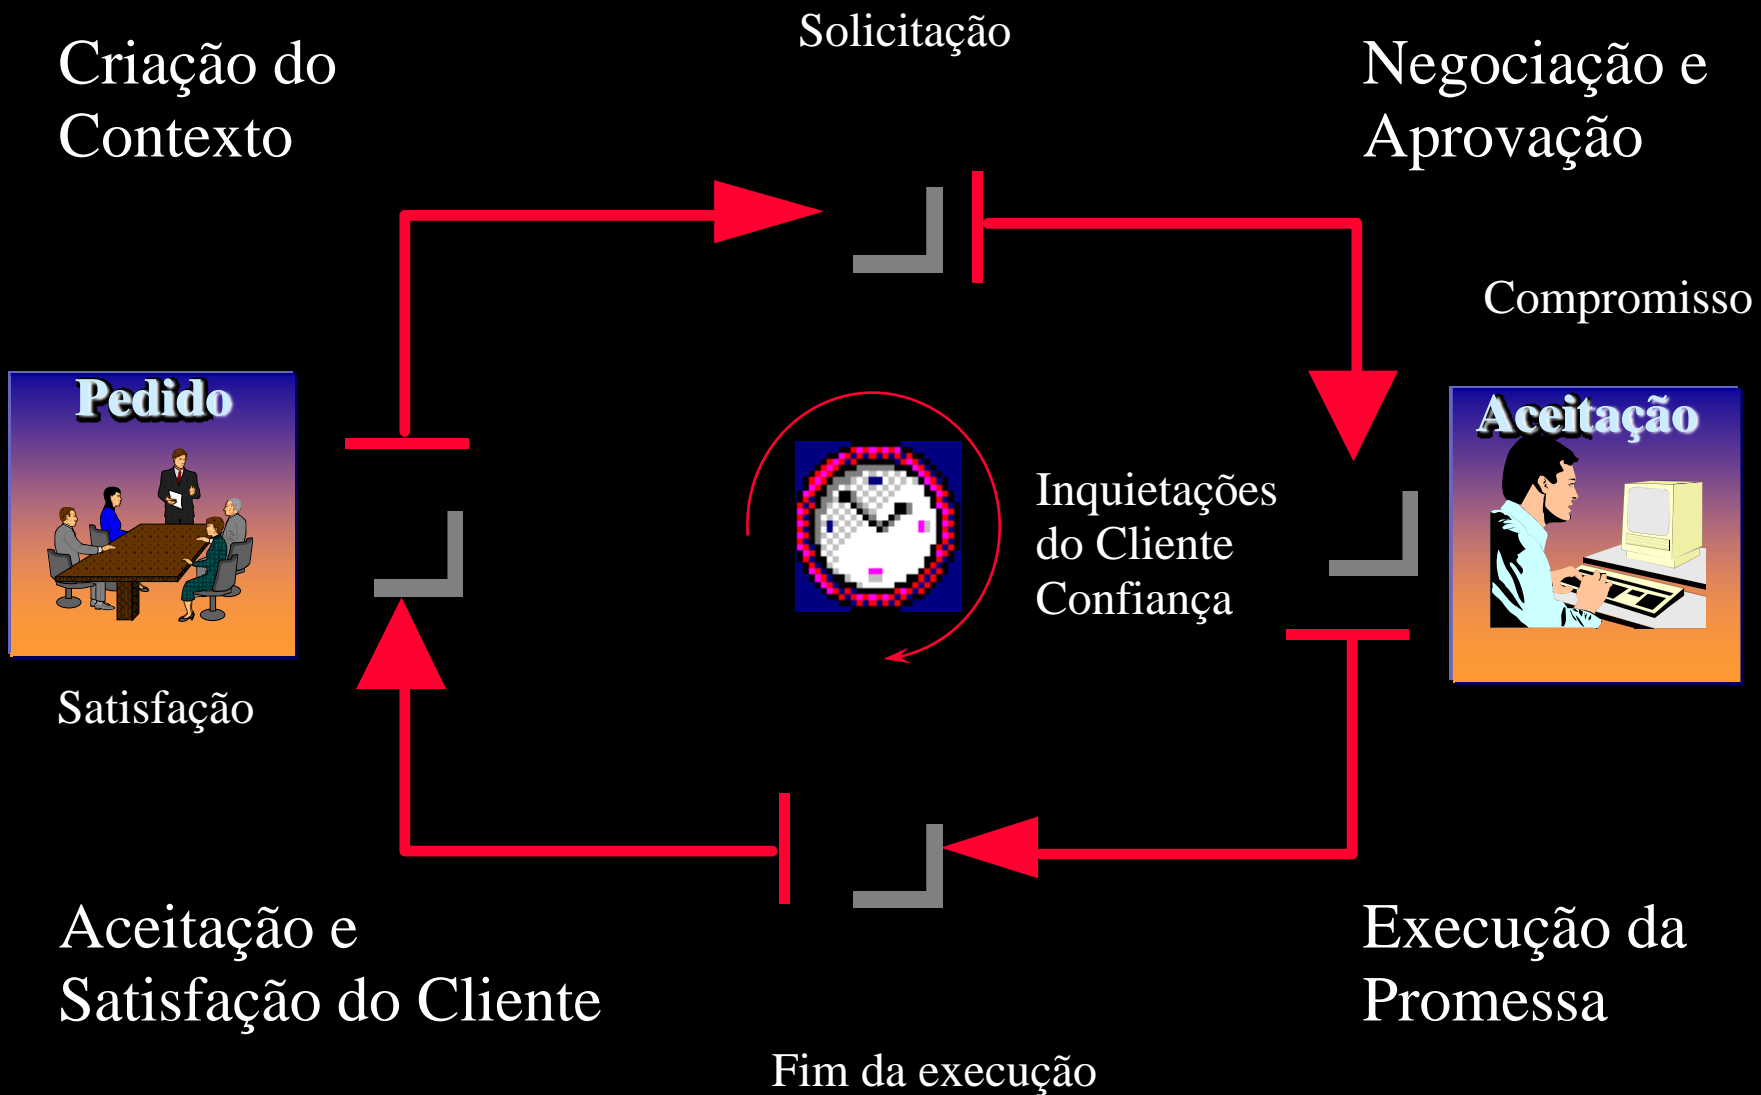 Solicitação
Criação do
Contexto
Negociação e
Aprovação
Compromisso
Pedido
Aceitação
Inquietações
do Cliente
Confiança
Satisfação
Aceitação e
Satisfação do Cliente
Execução da
Promessa
Fim da execução